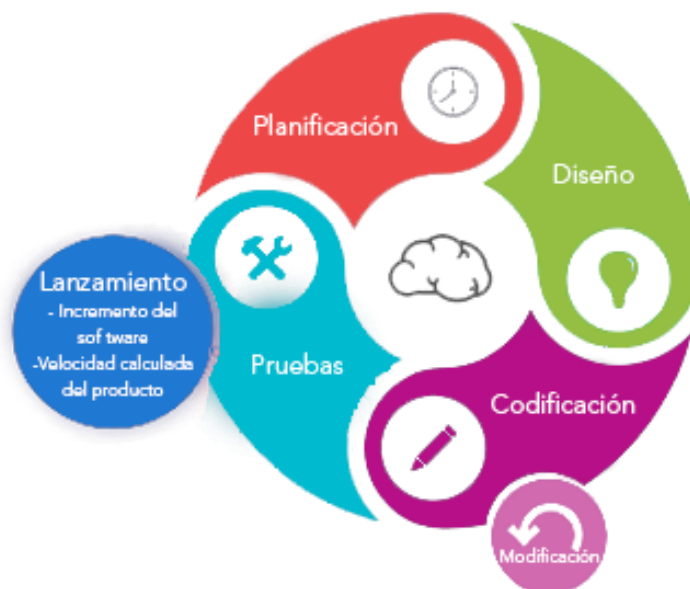 Planificación
Diseño
Lanzamiento
- Incremento del
sof tware
-Velocidad calculada
del producto
Pruebas
Codificación
Modificación